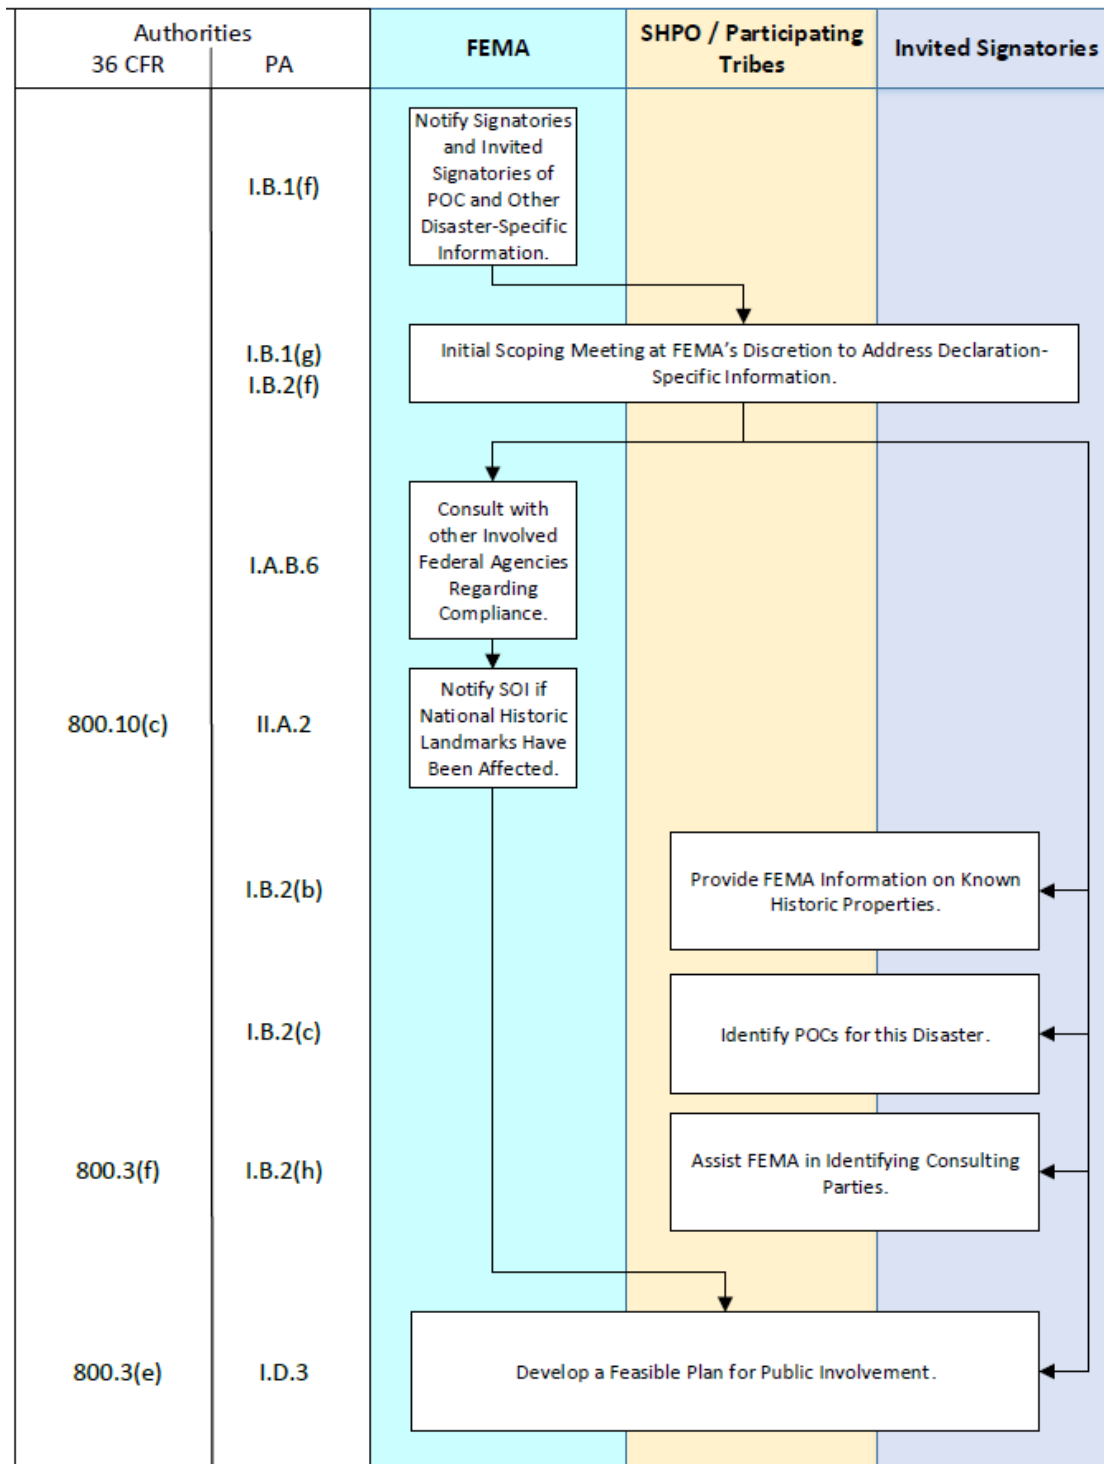 Authorities
36 CFR
PA
FEMA
SHPO / Participating
Tribes
Invited Signatories
I.B.1(f)
Notify Signatories
and Invited
Signatories of
POC and Other
Disaster-Specific
Information.
I.B.1(g)
I.B.2(f)
Initial Scoping Meeting at FEMA's Discretion to Address Declaration-
Specific Information.
I.A.B.6
Consult with
other Involved
Federal Agencies
Regarding
Compliance.
800.10(c)
II.A.2
Notify SOI if
National Historic
Landmarks Have
Been Affected.
I.B.2(b)
Provide FEMA Information on Known
Historic Properties.
I.B.2(c)
Identify POCs for this Disaster.
800.3(f)
I.B.2(h)
Assist FEMA in Identifying Consulting
Parties.
800.3(e)
I.D.3
Develop a Feasible Plan for Public Involvement.